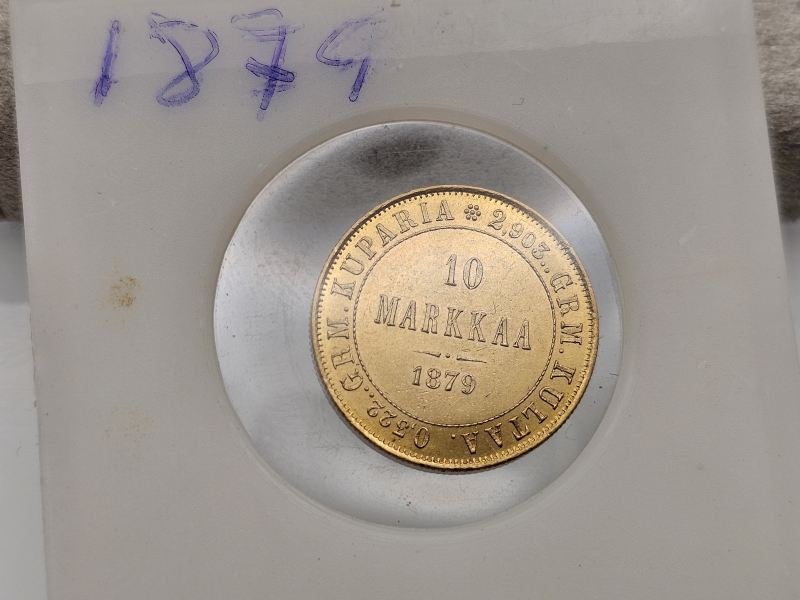 1879
10
MARKKAA
1879
2,903..GRM. KULTAA. 0,322..GRM. KUPARIA